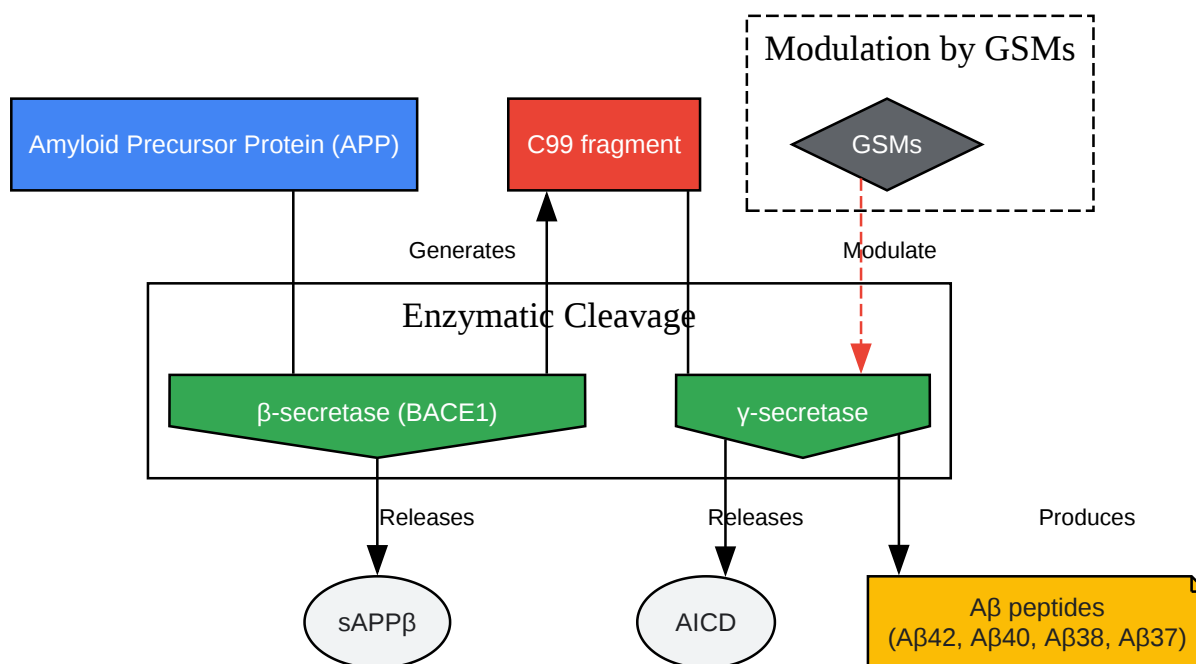 Modulation by GSMs
Amyloid Precursor Protein (APP)
C99 fragment
GSMs
Generates
Modulate
Enzymatic Cleavage
β-secretase (BACE1)
γ-secretase
Releases
Releases
Produces
sAPPβ
AICD
Aβ peptides
(Aβ42, Aβ40, Aβ38, Aβ37)